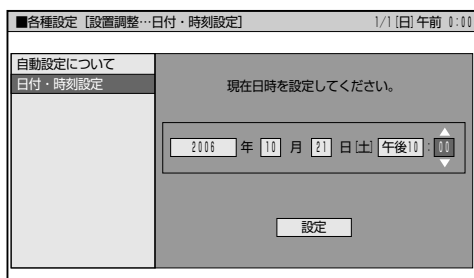 ■各種設定［設置調整…日付・時刻設定］ 1/1[日]午前 0:00
自動設定について
日付・時刻設定
現在日時を設定してください。
2006 年 10 月 21 日[土] 午後10 : 00
設定